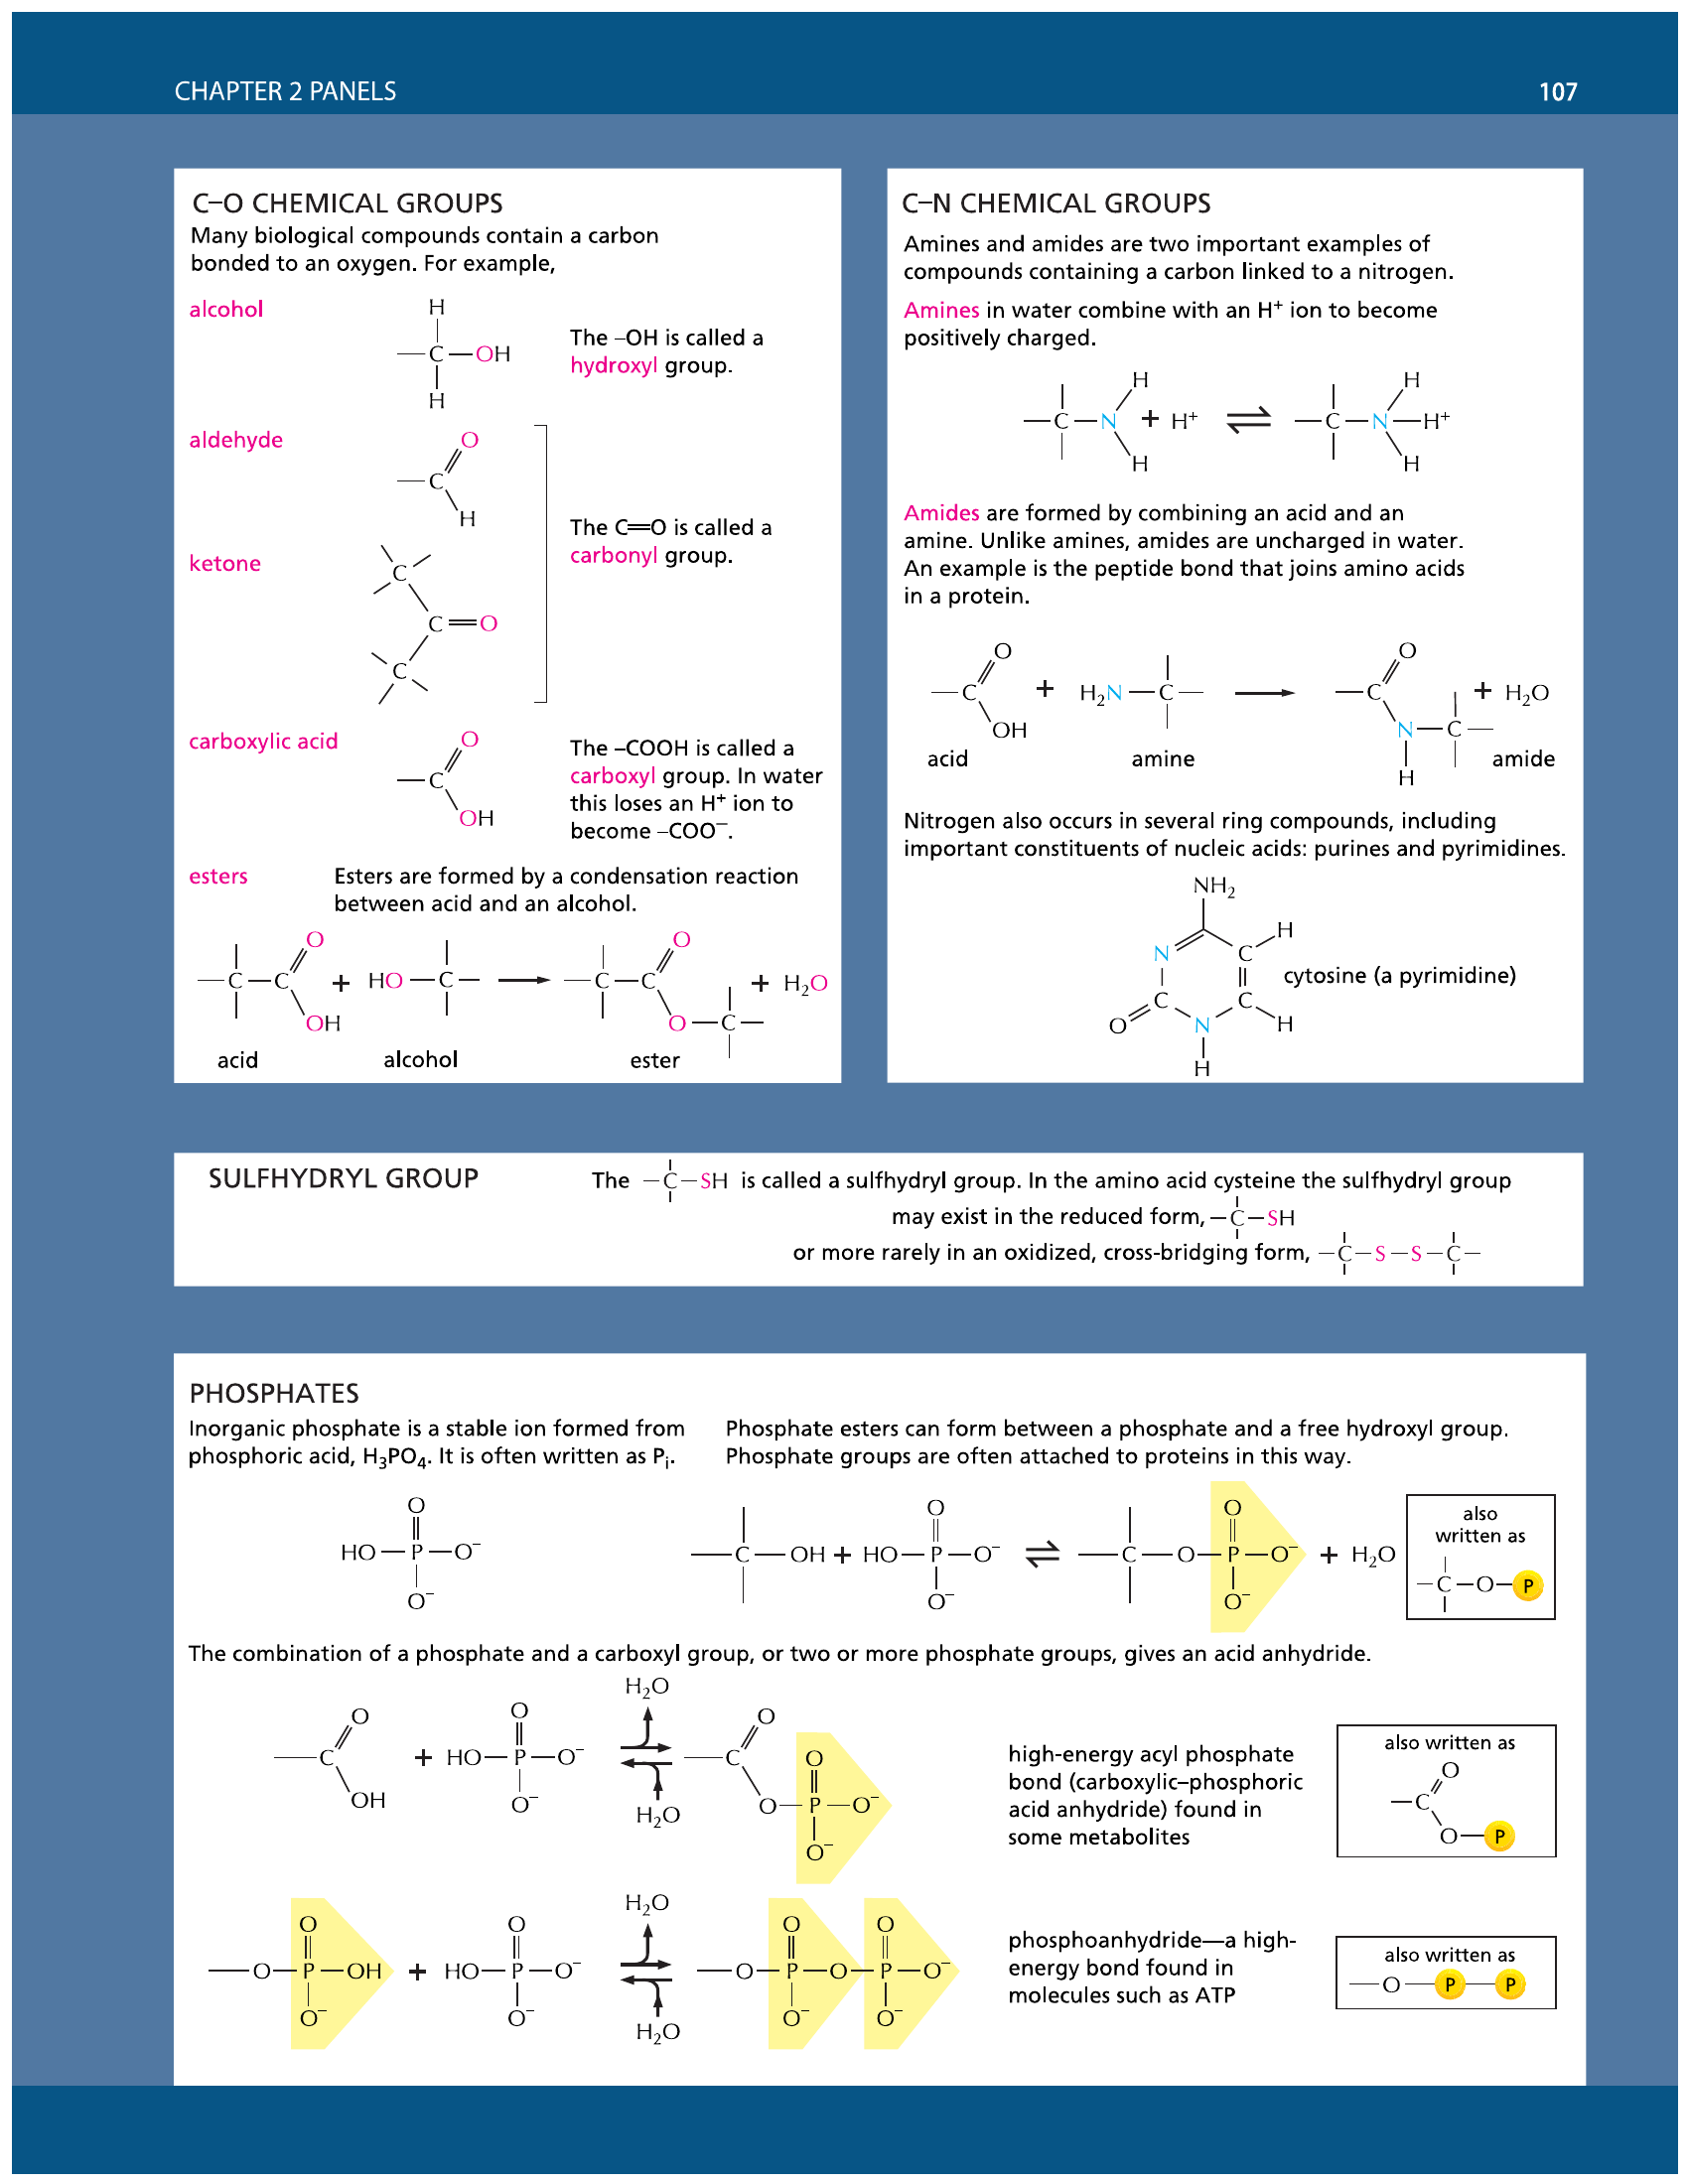 CHAPTER 2 PANELS
107
C–O CHEMICAL GROUPS
Many biological compounds contain a carbon
bonded to an oxygen. For example,
alcohol
H
C OH
H
The –OH is called a
hydroxyl group.
aldehyde
O
C
H
ketone
C
C O
C
The C═O is called a
carbonyl group.
carboxylic acid
O
C
OH
The –COOH is called a
carboxyl group. In water
this loses an H⁺ ion to
become –COO⁻.
esters
Esters are formed by a condensation reaction
between acid and an alcohol.
O O
C C + HO C C C + H₂O
OH O C
acid alcohol ester
C–N CHEMICAL GROUPS
Amines and amides are two important examples of
compounds containing a carbon linked to a nitrogen.
Amines in water combine with an H⁺ ion to become
positively charged.
H H
C N + H⁺ ⇌ C N H⁺
H H
Amides are formed by combining an acid and an
amine. Unlike amines, amides are uncharged in water.
An example is the peptide bond that joins amino acids
in a protein.
O O
C + H₂N C C + H₂O
OH N C
H
acid amine amide
Nitrogen also occurs in several ring compounds, including
important constituents of nucleic acids: purines and pyrimidines.
NH₂
H
N C
cytosine (a pyrimidine)
C C
O N H
H
SULFHYDRYL GROUP
The –C–SH is called a sulfhydryl group. In the amino acid cysteine the sulfhydryl group
may exist in the reduced form, –C–SH
or more rarely in an oxidized, cross-bridging form, –C–S–S–C–
PHOSPHATES
Inorganic phosphate is a stable ion formed from
phosphoric acid, H₃PO₄. It is often written as Pᵢ.
O
HO P O⁻
O⁻
Phosphate esters can form between a phosphate and a free hydroxyl group.
Phosphate groups are often attached to proteins in this way.
O O
C OH + HO P O⁻ ⇌ C O P O⁻ + H₂O
O⁻ O⁻
also
written as
C O P
The combination of a phosphate and a carboxyl group, or two or more phosphate groups, gives an acid anhydride.
H₂O
O O O
C + HO P O⁻ C O
OH O⁻ H₂O O P O⁻
O⁻
high-energy acyl phosphate
bond (carboxylic–phosphoric
acid anhydride) found in
some metabolites
also written as
O
C
O P
H₂O
O O O O
O P OH + HO P O⁻ O P O P O⁻
O⁻ O⁻ O⁻ O⁻
H₂O
phosphoanhydride—a high-
energy bond found in
molecules such as ATP
also written as
O P P